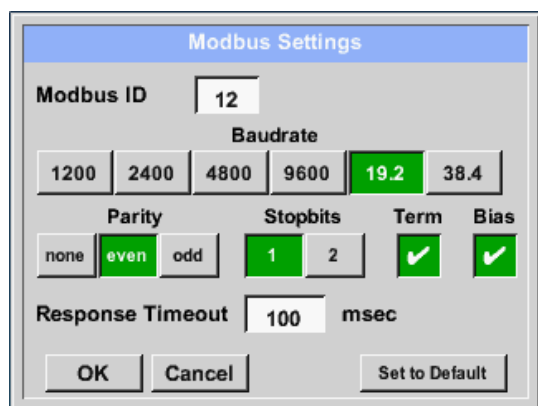 Modbus Settings
Modbus ID 12
Baudrate
1200 2400 4800 9600 19.2 38.4
Parity Stopbits Term Bias
none even odd 1 2 ✔ ✔
Response Timeout 100 msec
OK Cancel Set to Default